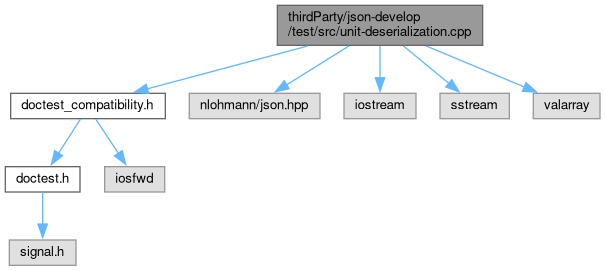 thirdParty/json-develop
/test/src/unit-deserialization.cpp
doctest_compatibility.h
nlohmann/json.hpp
iostream
sstream
valarray
doctest.h
iosfwd
signal.h